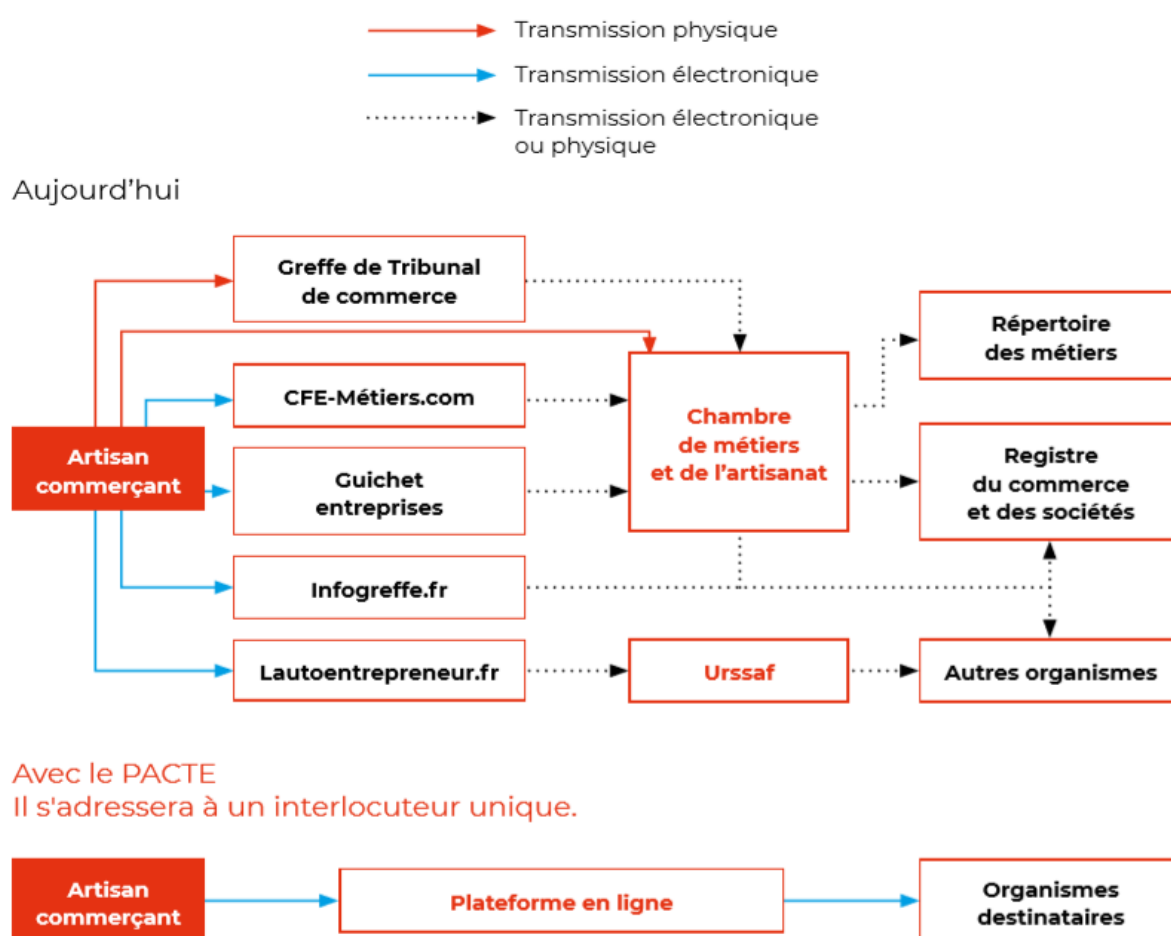 Transmission physique
Transmission électronique
Transmission électronique
ou physique
Aujourd'hui
Greffe de Tribunal
de commerce
Répertoire
des métiers
CFE-Métiers.com
Chambre
de métiers
et de l'artisanat
Artisan
commerçant
Guichet
entreprises
Registre
du commerce
et des sociétés
Infogreffe.fr
Lautoentrepreneur.fr
Urssaf
Autres organismes
Avec le PACTE
Il s'adressera à un interlocuteur unique.
Artisan
commerçant
Plateforme en ligne
Organismes
destinataires